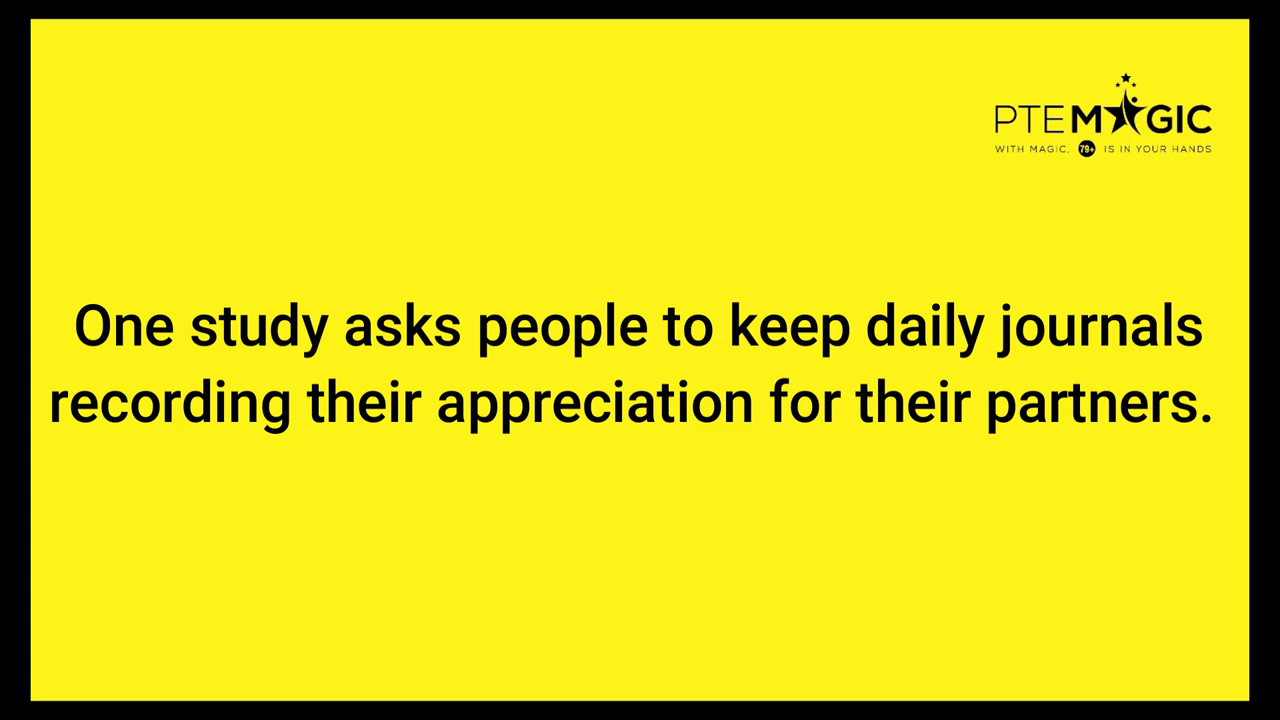 PTEMAGIC
WITH MAGIC, 79+ IS IN YOUR HANDS
One study asks people to keep daily journals
recording their appreciation for their partners.